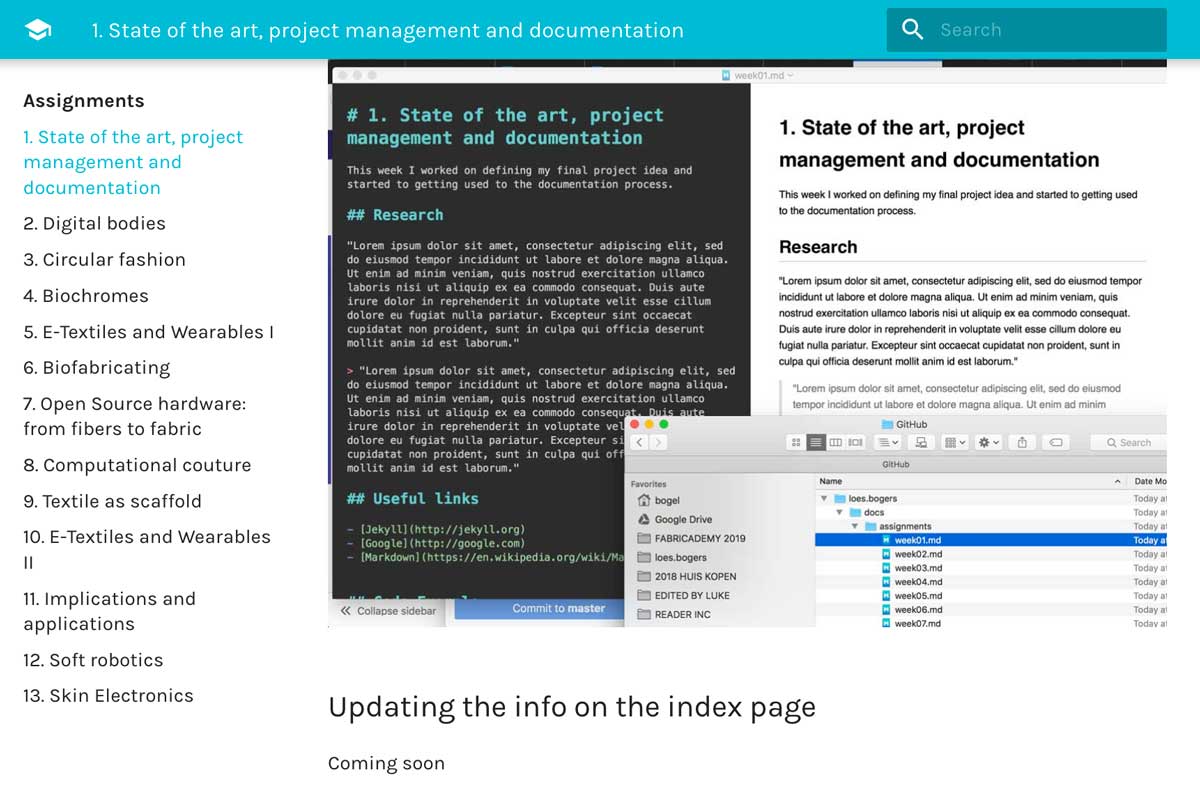 1. State of the art, project management and documentation
Search
Assignments
1. State of the art, project
management and
documentation
2. Digital bodies
3. Circular fashion
4. Biochromes
5. E-Textiles and Wearables I
6. Biofabricating
7. Open Source hardware:
from fibers to fabric
8. Computational couture
9. Textile as scaffold
10. E-Textiles and Wearables
II
11. Implications and
applications
12. Soft robotics
13. Skin Electronics
week01.md
# 1. State of the art, project
management and documentation
This week I worked on defining my final project idea and
started to getting used to the documentation process.
## Research
"Lorem ipsum dolor sit amet, consectetur adipiscing elit, sed
do eiusmod tempor incididunt ut labore et dolore magna aliqua.
Ut enim ad minim veniam, quis nostrud exercitation ullamco
laboris nisi ut aliquip ex ea commodo consequat. Duis aute
irure dolor in reprehenderit in voluptate velit esse cillum
dolore eu fugiat nulla pariatur. Excepteur sint occaecat
cupidatat non proident, sunt in culpa qui officia deserunt
mollit anim id est laborum."
> "Lorem ipsum dolor sit amet, consectetur adipiscing elit, sed
do eiusmod tempor incididunt ut labore et dolore magna aliqua.
Ut enim ad minim veniam, quis nostrud exercitation ullamco
laboris nisi ut aliquip ex ea commodo consequat. Duis aute
irure dolor in reprehenderit in voluptate vel
dolore eu fugiat nulla pariatur. Excepteur si
cupidatat non proident, sunt in culpa qui off
mollit anim id est laborum."
## Useful links
- [Jekyll](http://jekyll.org)
- [Google](http://google.com)
- [Markdown](https://en.wikipedia.org/wiki/Ma
1. State of the art, project
management and documentation
This week I worked on defining my final project idea and started to getting used
to the documentation process.
Research
"Lorem ipsum dolor sit amet, consectetur adipiscing elit, sed do eiusmod tempor
incididunt ut labore et dolore magna aliqua. Ut enim ad minim veniam, quis
nostrud exercitation ullamco laboris nisi ut aliquip ex ea commodo consequat.
Duis aute irure dolor in reprehenderit in voluptate velit esse cillum dolore eu
fugiat nulla pariatur. Excepteur sint occaecat cupidatat non proident, sunt in
culpa qui officia deserunt mollit anim id est laborum."
"Lorem ipsum dolor sit amet, consectetur adipiscing elit, sed do eiusmod
tempor incididunt ut labore et dolore magna aliqua. Ut enim ad minim
GitHub
Search
GitHub
Favorites
bogel
Google Drive
FABRICADEMY 2019
loes.bogers
2018 HUIS KOPEN
EDITED BY LUKE
READER INC
Name Date Mo
loes.bogers Today at
docs Today at
assignments Today at
week01.md Today at
week02.md Today at
week03.md Today at
week04.md Today at
week05.md Today at
week06.md Today at
week07.md Today at
Collapse sidebar
Commit to master
Updating the info on the index page
Coming soon